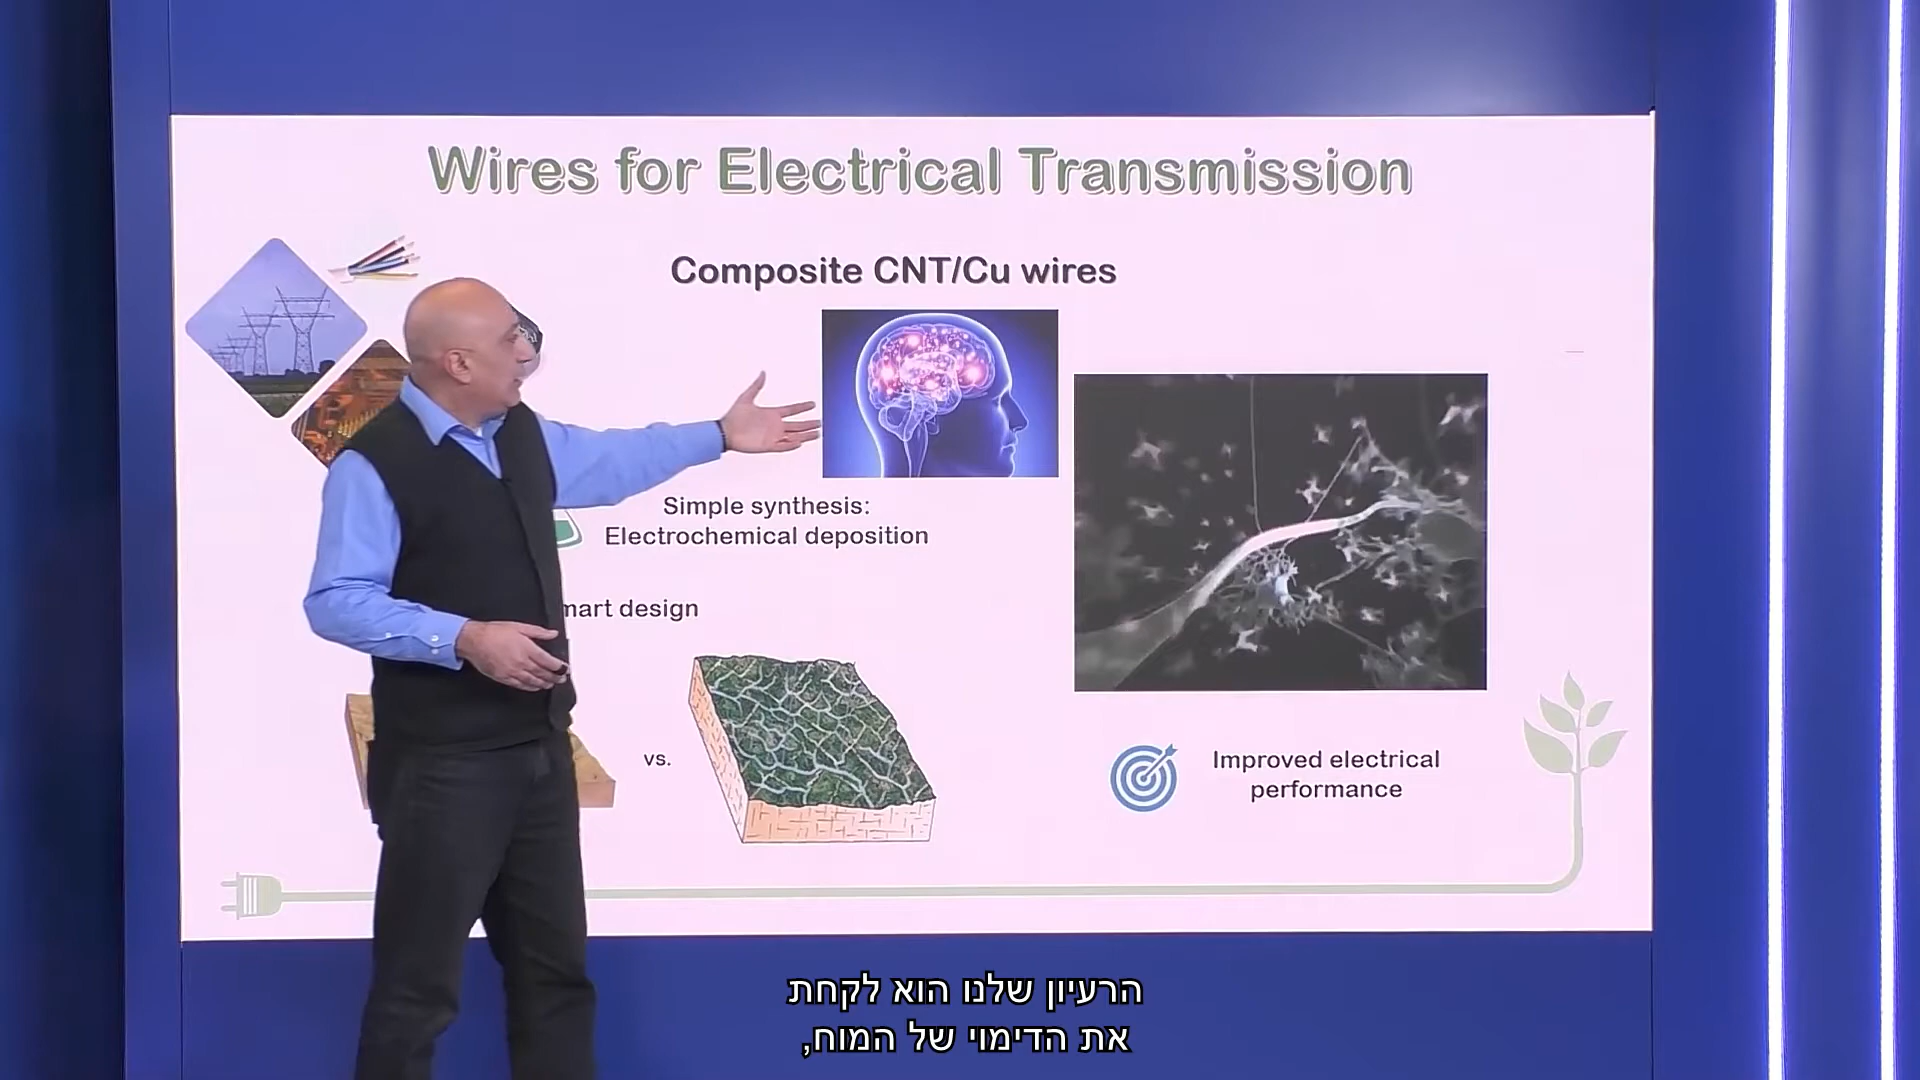 Wires for Electrical Transmission
Composite CNT/Cu wires
Simple synthesis:
Electrochemical deposition
mart design
vs.
Improved electrical
performance
הרעיון שלנו הוא לקחת
את הדימוי של המוח,